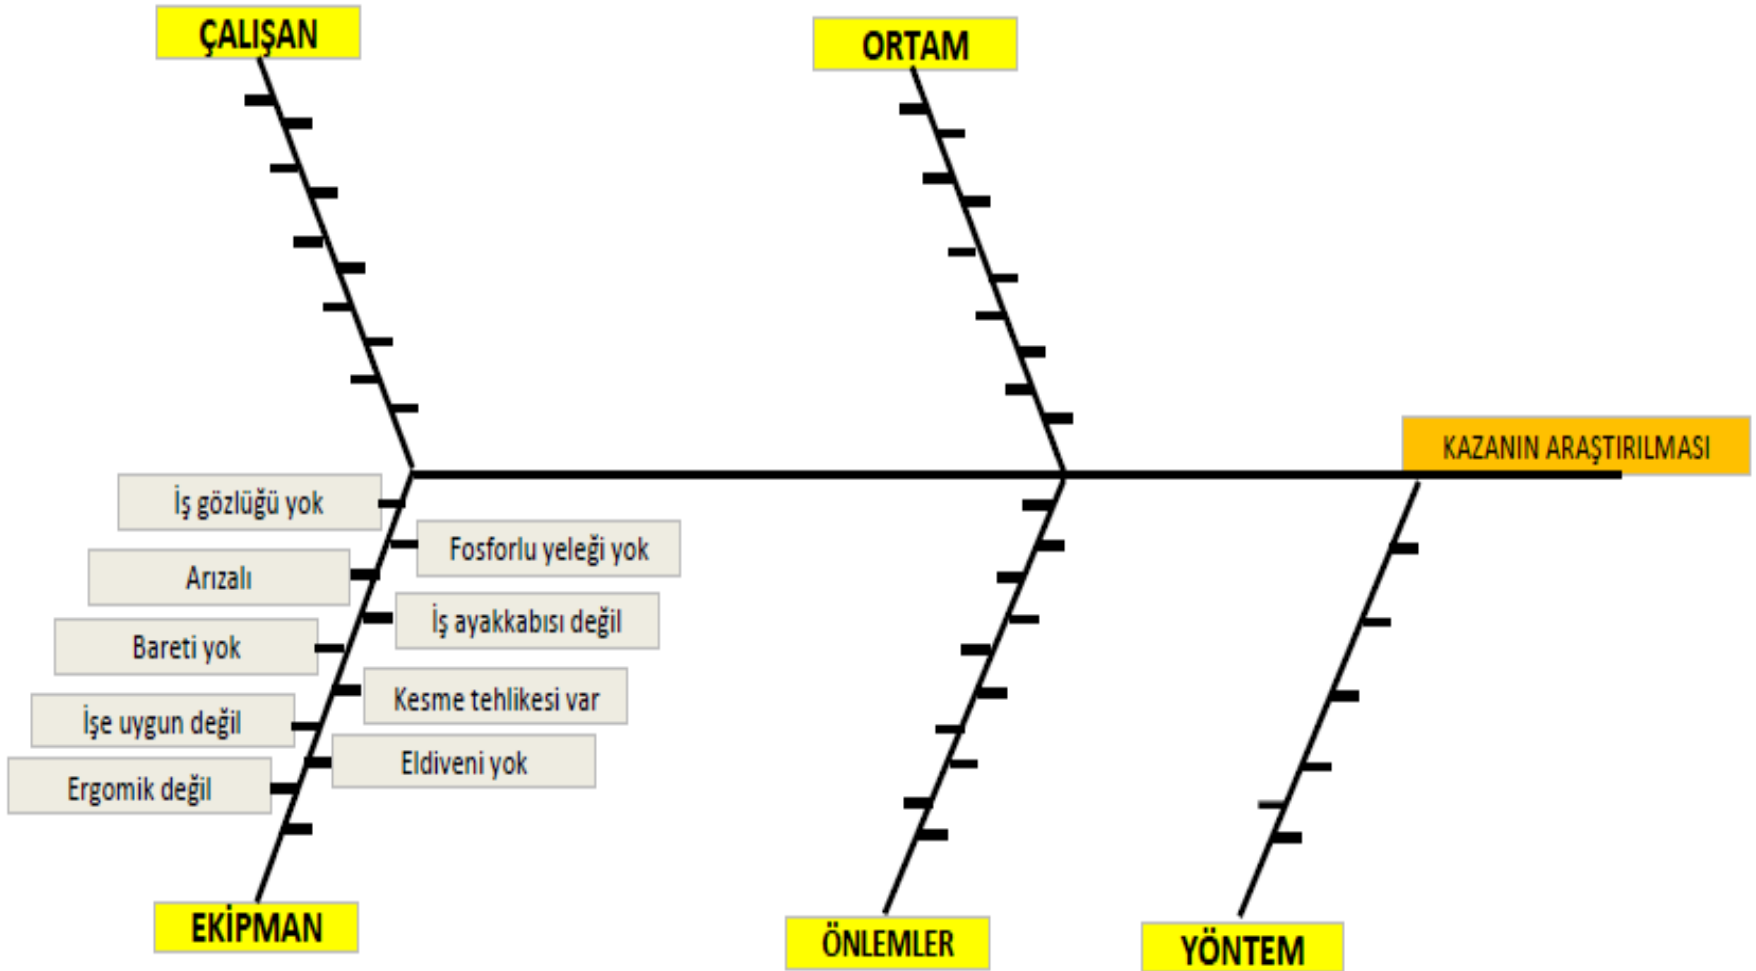 ÇALIŞAN
ORTAM
KAZANIN ARAŞTIRILMASI
İş gözlüğü yok
Fosforlu yeleği yok
Arızalı
İş ayakkabısı değil
Bareti yok
Kesme tehlikesi var
İşe uygun değil
Eldiveni yok
Ergomik değil
EKİPMAN
ÖNLEMLER
YÖNTEM